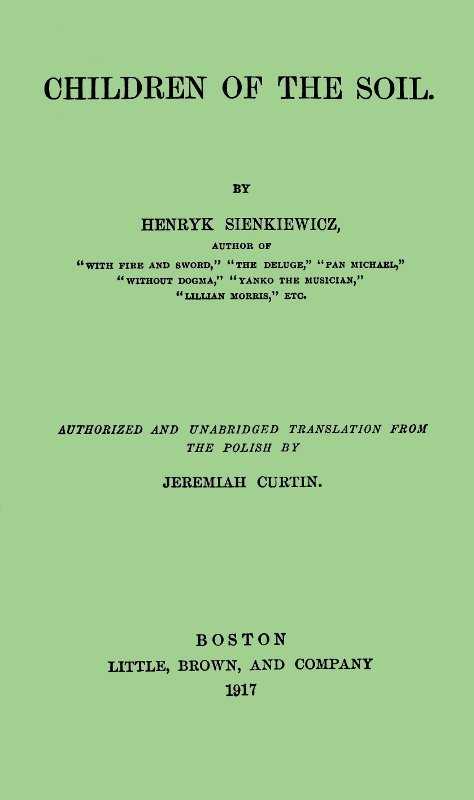 CHILDREN OF THE SOIL.
BY
HENRYK SIENKIEWICZ,
AUTHOR OF
"WITH FIRE AND SWORD," "THE DELUGE," "PAN MICHAEL,"
"WITHOUT DOGMA," "YANKO THE MUSICIAN,"
"LILLIAN MORRIS," ETC.
AUTHORIZED AND UNABRIDGED TRANSLATION FROM
THE POLISH BY
JEREMIAH CURTIN.
BOSTON
LITTLE, BROWN, AND COMPANY
1917